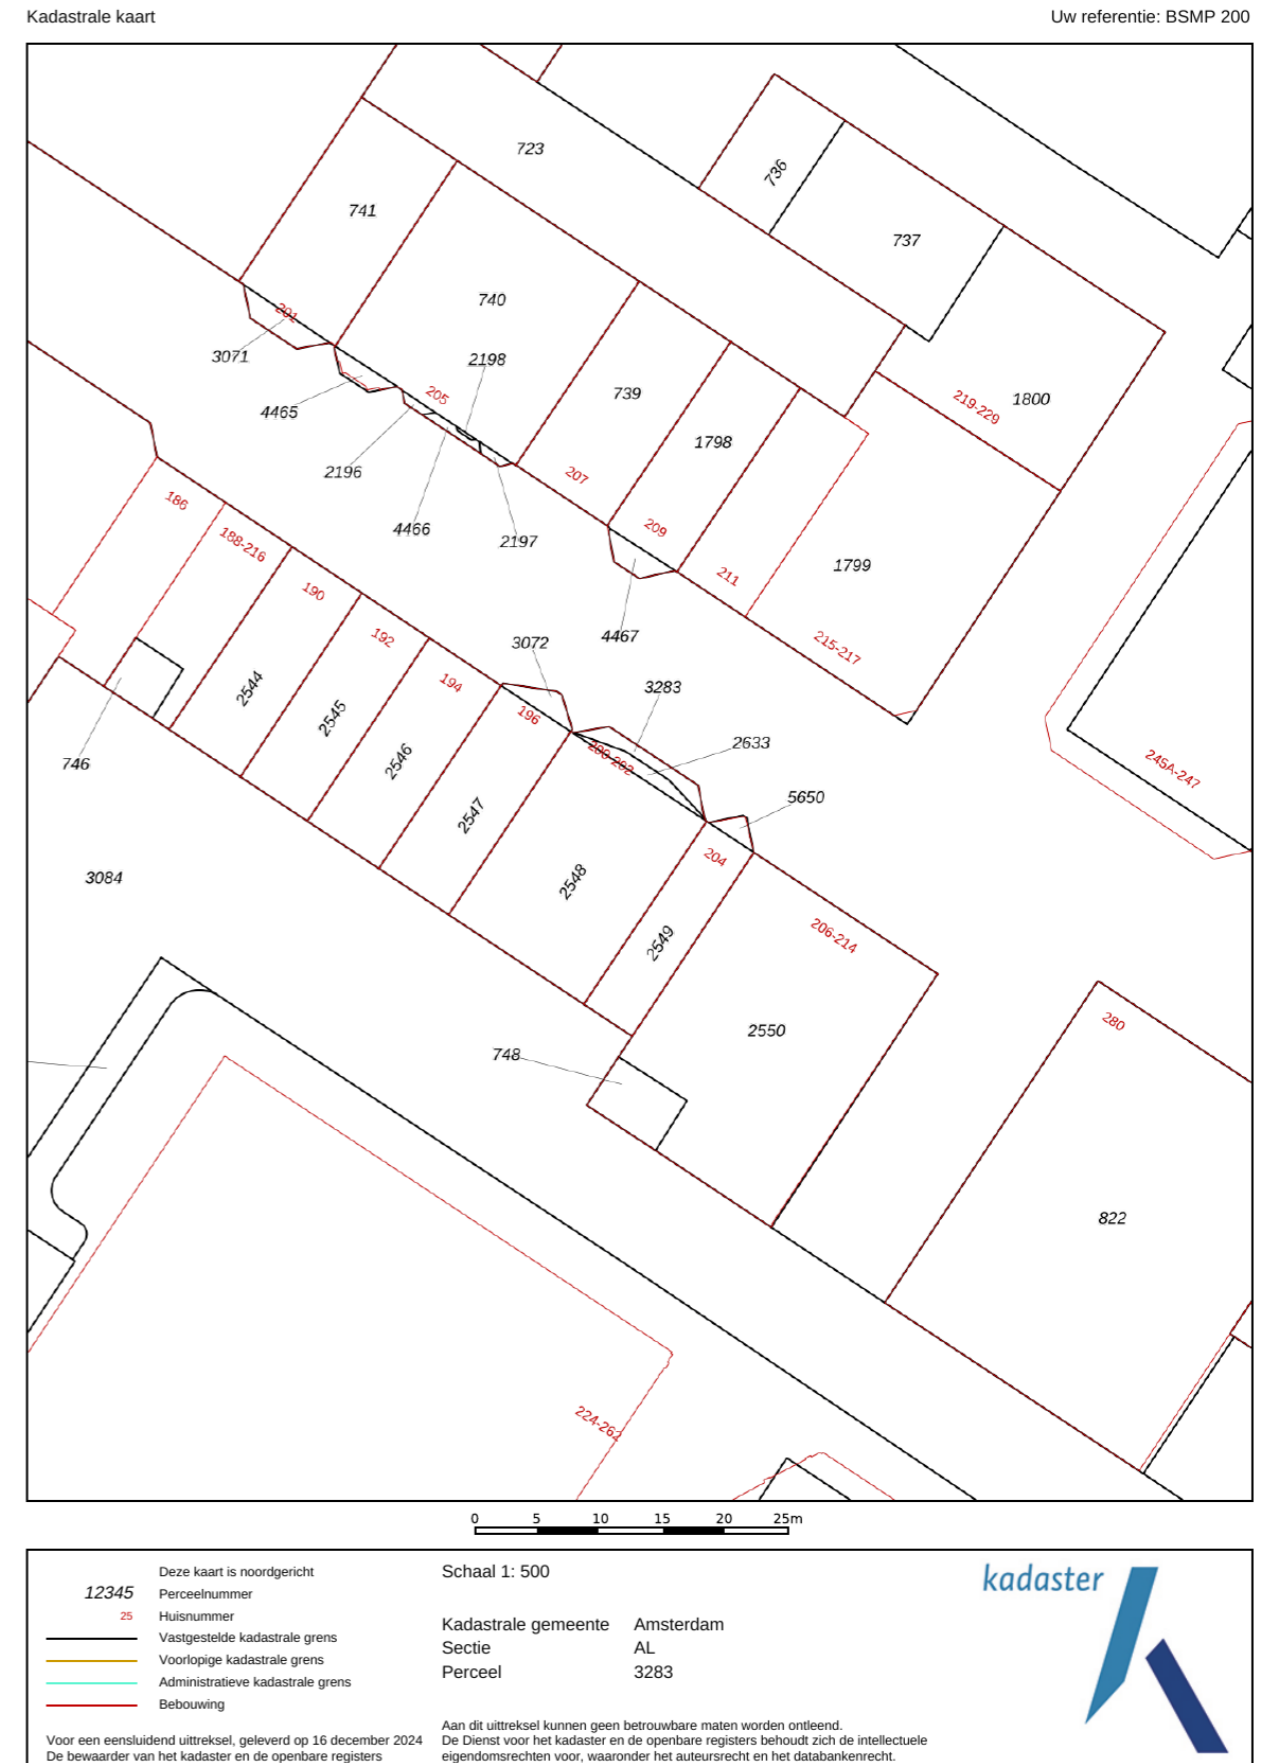 Kadastrale kaart
Uw referentie: BSMP 200
723
736
741
737
740
201
3071
2198
205
4465
739
1800
219-229
1798
2196
207
186
4466
2197
209
188-216
211
1799
190
192
3072
4467
215-217
194
2544
3283
2545
196
2633
200-202
746
2546
245A-247
5650
2547
204
3084
2548
2549
206-214
280
2550
748
822
224-262
0 5 10 15 20 25m
Deze kaart is noordgericht
12345 Perceelnummer
25 Huisnummer
Vastgestelde kadastrale grens
Voorlopige kadastrale grens
Administratieve kadastrale grens
Bebouwing
Voor een eensluidend uittreksel, geleverd op 16 december 2024
De bewaarder van het kadaster en de openbare registers
Schaal 1: 500
Kadastrale gemeente Amsterdam
Sectie AL
Perceel 3283
Aan dit uittreksel kunnen geen betrouwbare maten worden ontleend.
De Dienst voor het kadaster en de openbare registers behoudt zich de intellectuele
eigendomsrechten voor, waaronder het auteursrecht en het databankenrecht.
kadaster